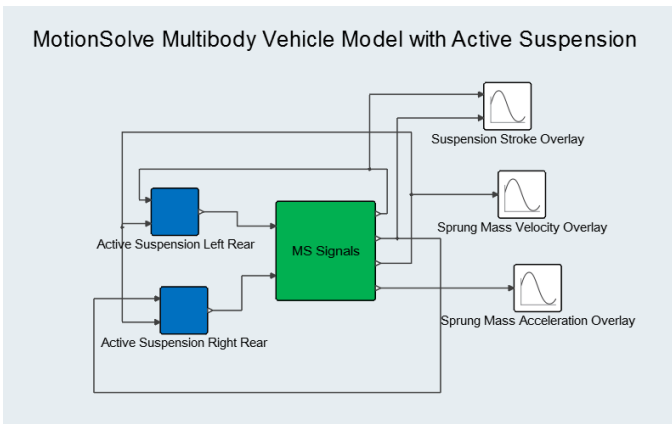 MotionSolve Multibody Vehicle Model with Active Suspension
Suspension Stroke Overlay
Active Suspension Left Rear
MS Signals
Sprung Mass Velocity Overlay
Active Suspension Right Rear
Sprung Mass Acceleration Overlay